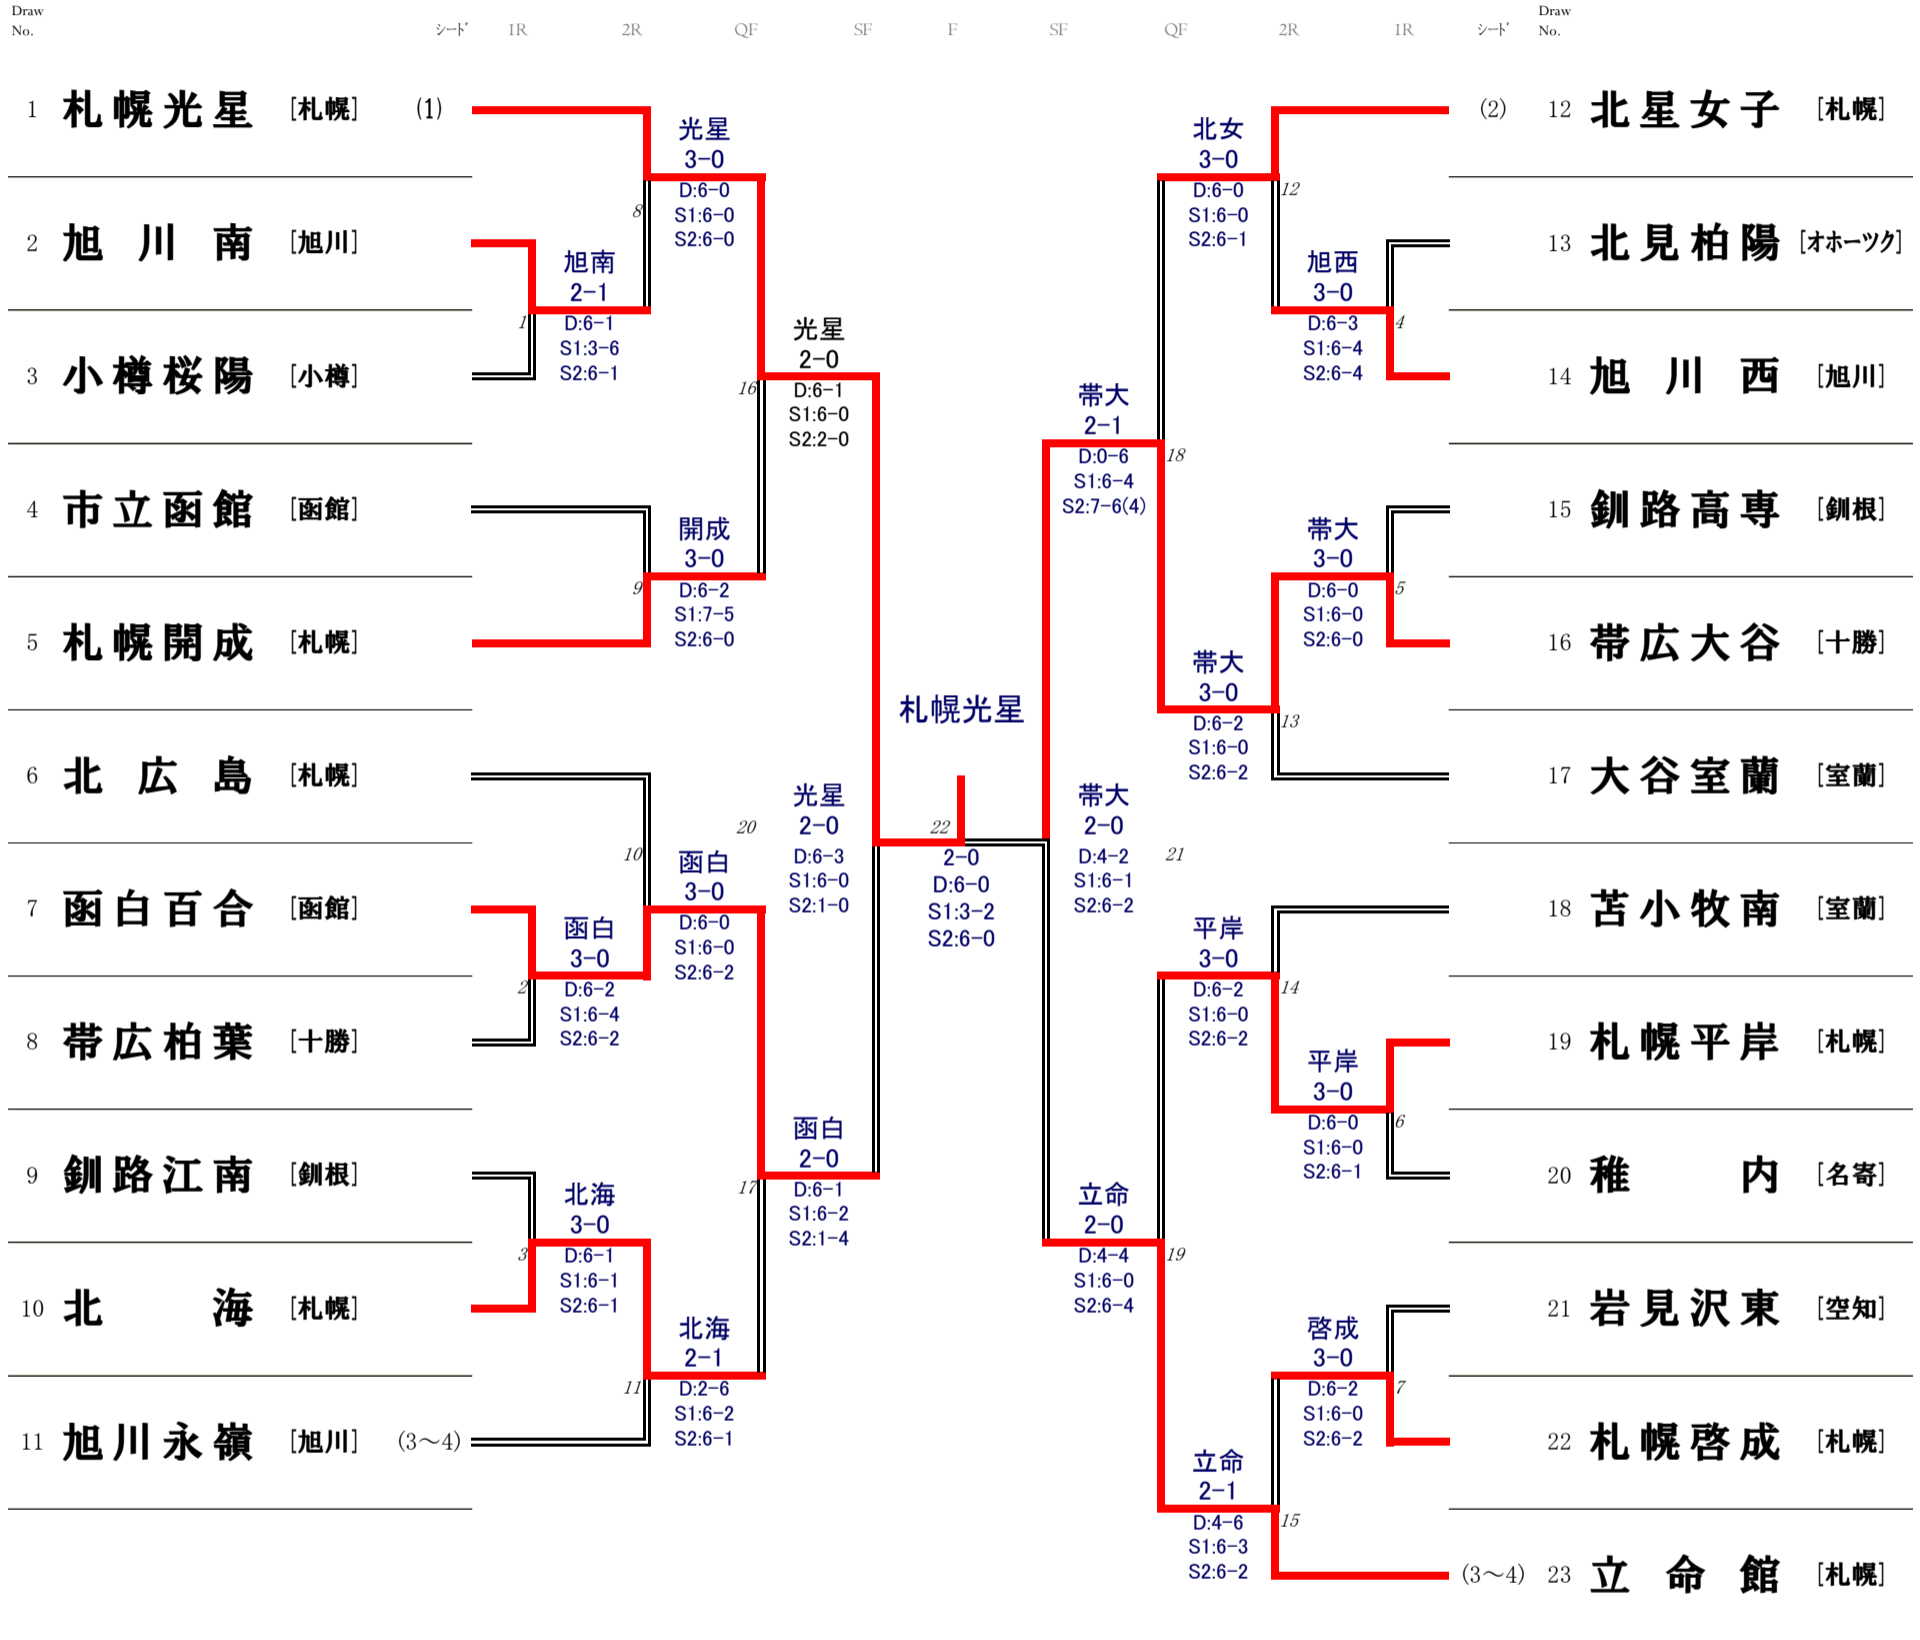 Draw
No.
シード 1R 2R QF SF F SF QF 2R 1R シード
Draw
No.
1 札幌光星 [札幌] (1)
2 旭川南 [旭川]
3 小樽桜陽 [小樽]
4 市立函館 [函館]
5 札幌開成 [札幌]
6 北広島 [札幌]
7 函白百合 [函館]
8 帯広柏葉 [十勝]
9 釧路江南 [釧根]
10 北海 [札幌]
11 旭川永嶺 [旭川] (3〜4)
1
旭南
2-1
D:6-1
S1:3-6
S2:6-1
2
函白
3-0
D:6-2
S1:6-4
S2:6-2
3
北海
3-0
D:6-1
S1:6-1
S2:6-1
8
光星
3-0
D:6-0
S1:6-0
S2:6-0
9
開成
3-0
D:6-2
S1:7-5
S2:6-0
10
函白
3-0
D:6-0
S1:6-0
S2:6-2
11
北海
2-1
D:2-6
S1:6-2
S2:6-1
16
光星
2-0
D:6-1
S1:6-0
S2:2-0
17
函白
2-0
D:6-1
S1:6-2
S2:1-4
20
光星
2-0
D:6-3
S1:6-0
S2:1-0
札幌光星
22
2-0
D:6-0
S1:3-2
S2:6-0
帯大
2-0
D:4-2
S1:6-1
S2:6-2
21
帯大
2-1
D:0-6
S1:6-4
S2:7-6(4)
18
立命
2-0
D:4-4
S1:6-0
S2:6-4
19
北女
3-0
D:6-0
S1:6-0
S2:6-1
12
帯大
3-0
D:6-2
S1:6-0
S2:6-2
13
平岸
3-0
D:6-2
S1:6-0
S2:6-2
14
立命
2-1
D:4-6
S1:6-3
S2:6-2
15
旭西
3-0
D:6-3
S1:6-4
S2:6-4
4
帯大
3-0
D:6-0
S1:6-0
S2:6-0
5
平岸
3-0
D:6-0
S1:6-0
S2:6-1
6
啓成
3-0
D:6-2
S1:6-0
S2:6-2
7
(2) 12 北星女子 [札幌]
13 北見柏陽 [オホーツク]
14 旭川西 [旭川]
15 釧路高専 [釧根]
16 帯広大谷 [十勝]
17 大谷室蘭 [室蘭]
18 苫小牧南 [室蘭]
19 札幌平岸 [札幌]
20 稚内 [名寄]
21 岩見沢東 [空知]
22 札幌啓成 [札幌]
(3〜4) 23 立命館 [札幌]